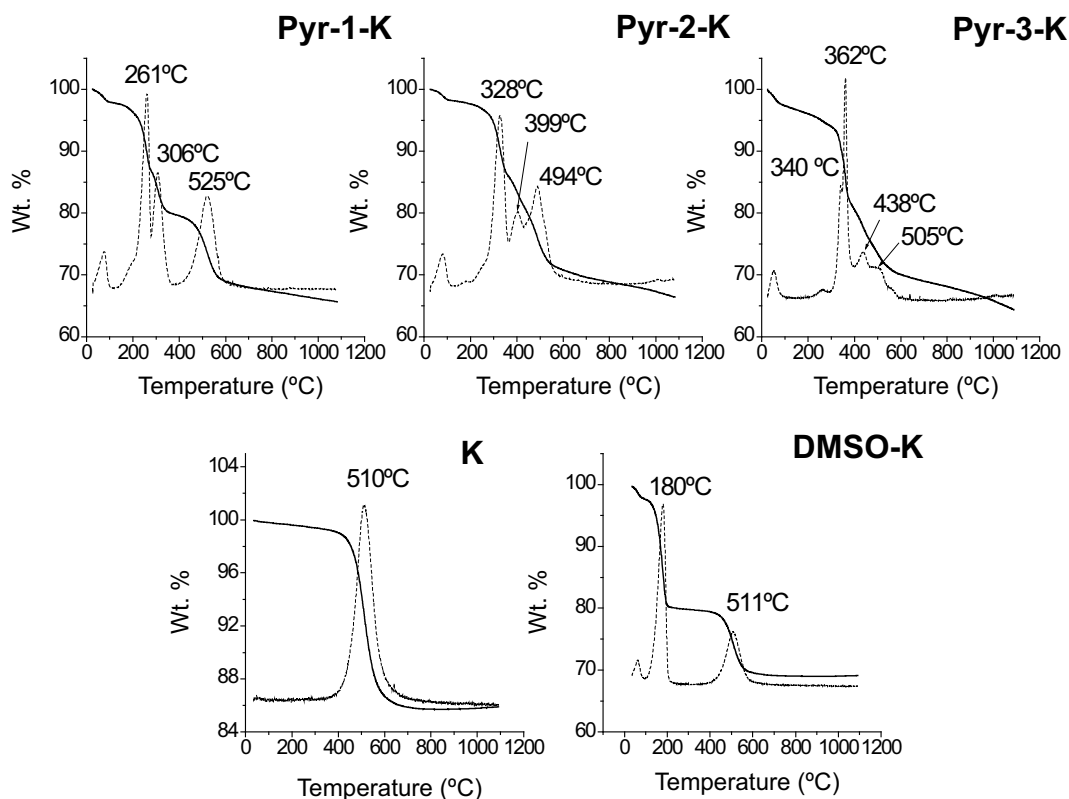 Pyr-1-K
Pyr-2-K
Pyr-3-K
261ºC
306ºC
525ºC
100
90
80
70
60
Wt. %
0 200 400 600 800 1000 1200
Temperature (ºC)
328ºC
399ºC
494ºC
100
90
80
70
60
Wt. %
0 200 400 600 800 1000 1200
Temperature (ºC)
362ºC
340 ºC
438ºC
505ºC
100
90
80
70
60
Wt. %
0 200 400 600 800 1000 1200
Temperature (ºC)
K
510ºC
104
100
96
92
88
84
Wt. %
0 200 400 600 800 1000 1200
Temperature (ºC)
DMSO-K
180ºC
511ºC
100
90
80
70
60
Wt. %
0 200 400 600 800 1000 1200
Temperature (ºC)